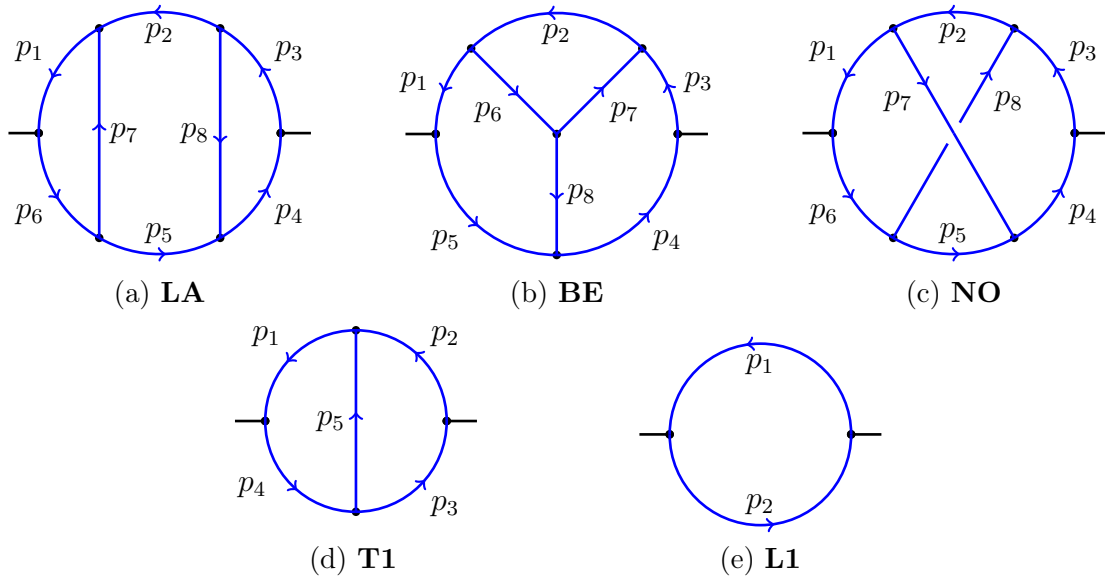 p₂ p₂ p₂
p₁ p₃ p₁ p₃ p₁ p₃
p₇ p₈ p₆ p₇ p₇ p₈
p₆ p₄ p₅ p₈ p₄ p₆ p₄
p₅ p₅
(a) LA (b) BE (c) NO
p₁ p₂ p₁
p₅
p₄ p₃ p₂
(d) T1 (e) L1